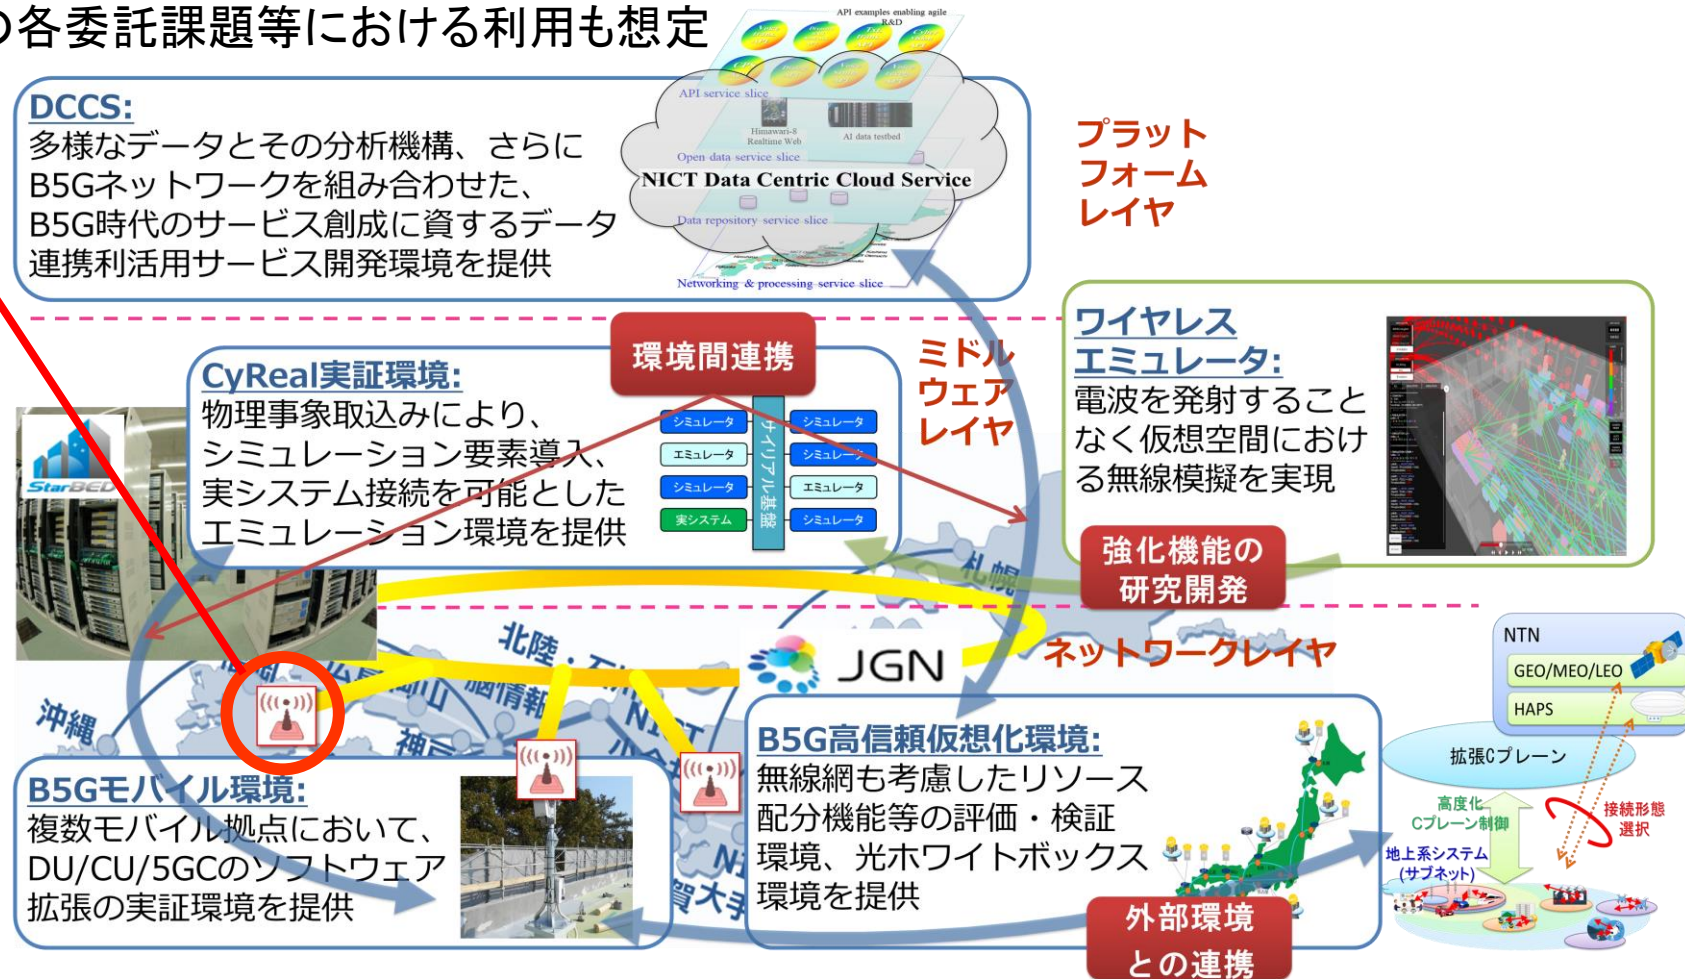 の各委託課題等における利用も想定
API examples enabling agile
R&D
DCCS:
多様なデータとその分析機構、さらに
B5Gネットワークを組み合わせた、
B5G時代のサービス創成に資するデータ
連携利活用サービス開発環境を提供
API service slice
Himawari-8
Realtime Web
AI data testbed
Open data service slice
NICT Data Centric Cloud Service
Data repository service slice
Networking & processing service slice
プラット
フォーム
レイヤ
環境間連携
ミドル
ウェア
レイヤ
CyReal実証環境:
物理事象取込みにより、
シミュレーション要素導入、
実システム接続を可能とした
エミュレーション環境を提供
シミュレータ
エミュレータ
シミュレータ
実システム
サイリアル基盤
シミュレータ
シミュレータ
エミュレータ
シミュレータ
StarBED
ワイヤレス
エミュレータ:
電波を発射すること
なく仮想空間におけ
る無線模擬を実現
強化機能の
研究開発
札幌
北陸・石川
沖縄
神戸
脳情報
NICT
JGN
ネットワークレイヤ
B5Gモバイル環境:
複数モバイル拠点において、
DU/CU/5GCのソフトウェア
拡張の実証環境を提供
B5G高信頼仮想化環境:
無線網も考慮したリソース
配分機能等の評価・検証
環境、光ホワイトボックス
環境を提供
外部環境
との連携
NTN
GEO/MEO/LEO
HAPS
拡張Cプレーン
高度化
Cプレーン制御
接続形態
選択
地上系システム
(サブネット)